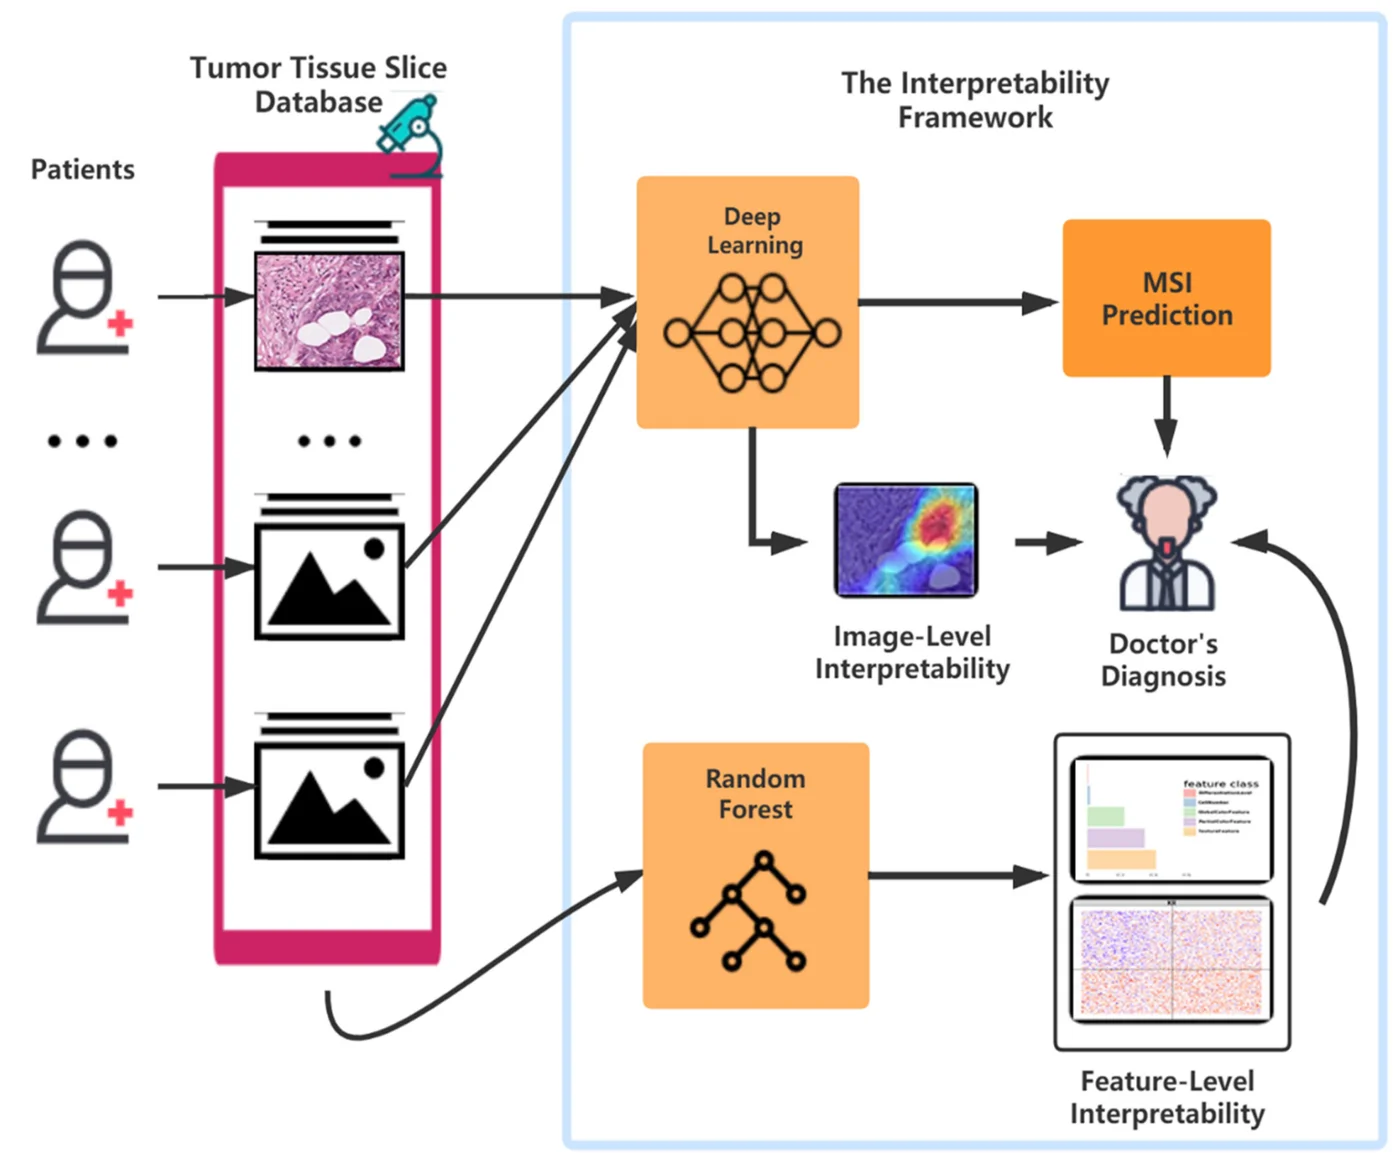 Tumor Tissue Slice
Database
The Interpretability
Framework
Patients
Deep
Learning
MSI
Prediction
Image-Level
Interpretability
Doctor's
Diagnosis
Random
Forest
feature class
Feature-Level
Interpretability